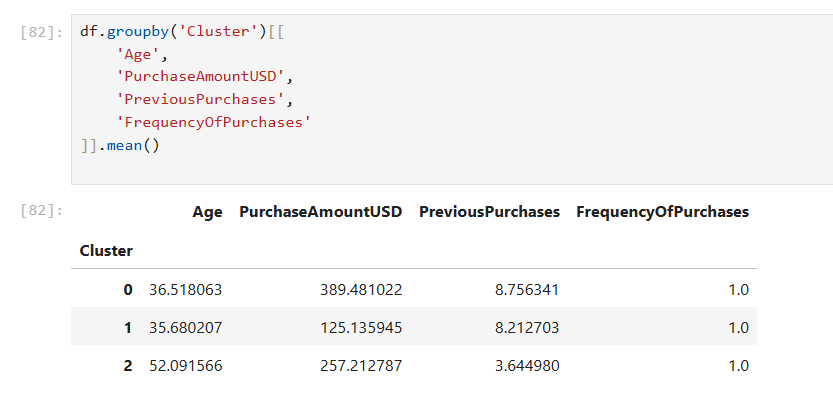 [82]: df.groupby('Cluster')[[
'Age',
'PurchaseAmountUSD',
'PreviousPurchases',
'FrequencyOfPurchases'
]].mean()
[82]: Age PurchaseAmountUSD PreviousPurchases FrequencyOfPurchases
Cluster
0 36.518063 389.481022 8.756341 1.0
1 35.680207 125.135945 8.212703 1.0
2 52.091566 257.212787 3.644980 1.0